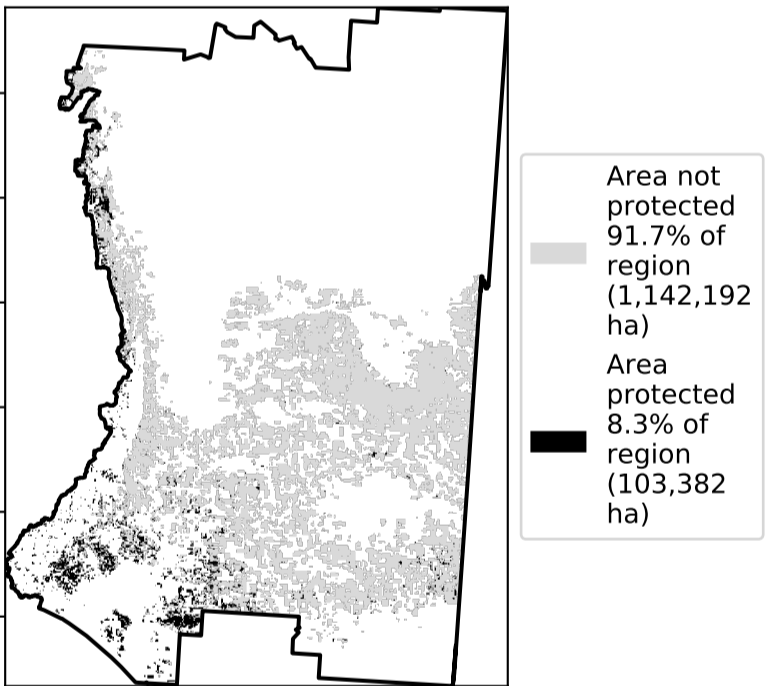 Area not
protected
91.7% of
region
(1,142,192
ha)
Area
protected
8.3% of
region
(103,382
ha)